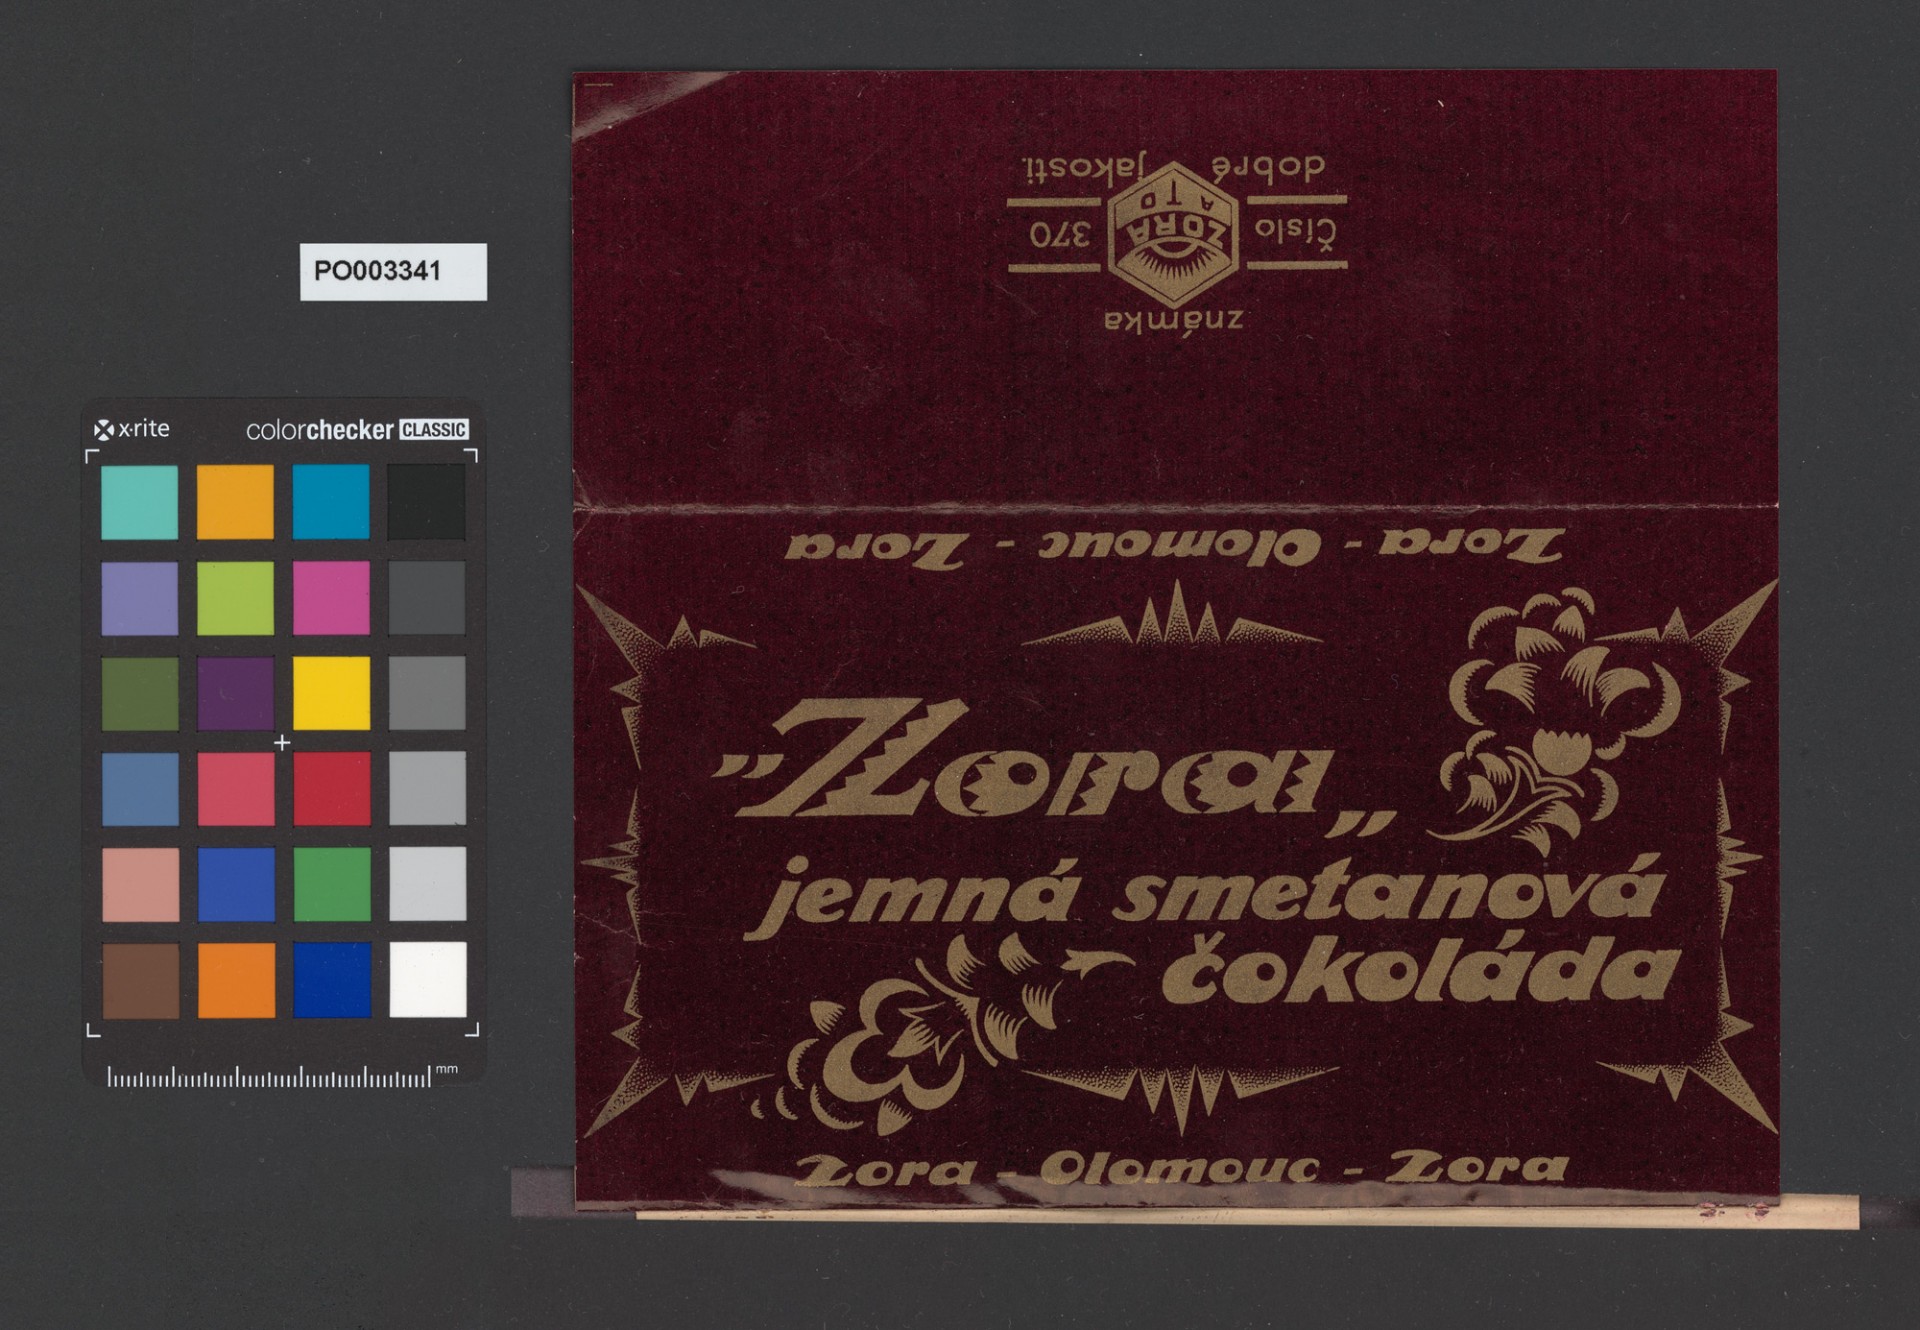 PO003341
x·rite
colorchecker CLASSIC
mm
známka
Číslo 370
ZORA
A T D
dobré jakosti
Zora - Olomouc - Zora
"Zora„
jemná smetanová
čokoláda
Zora - Olomouc - Zora